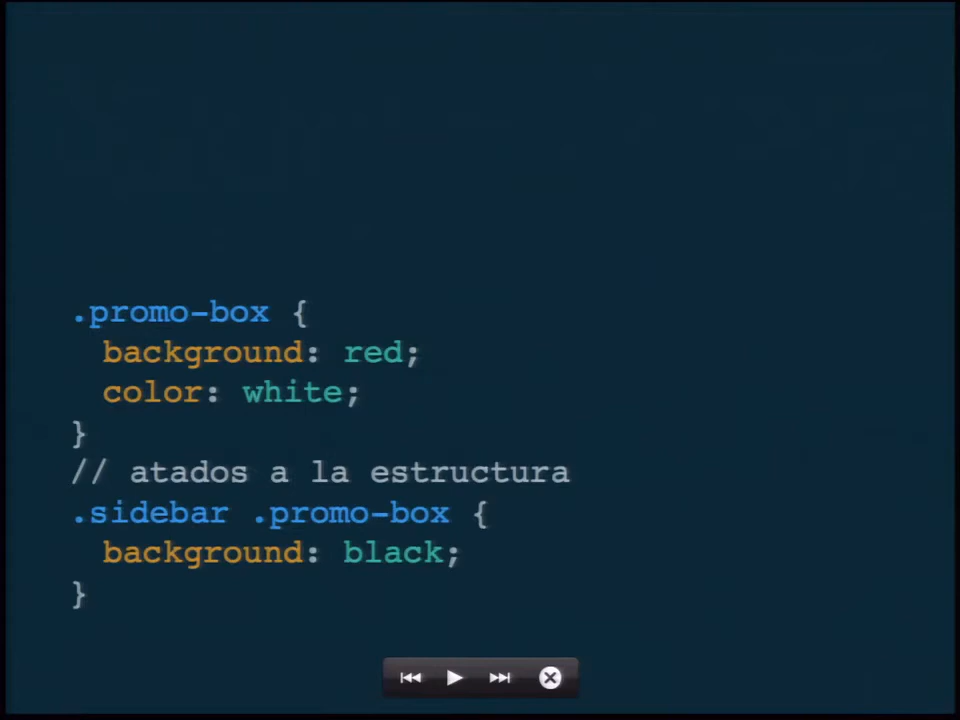 .promo-box {
background: red;
color: white;
}
// atados a la estructura
.sidebar .promo-box {
background: black;
}